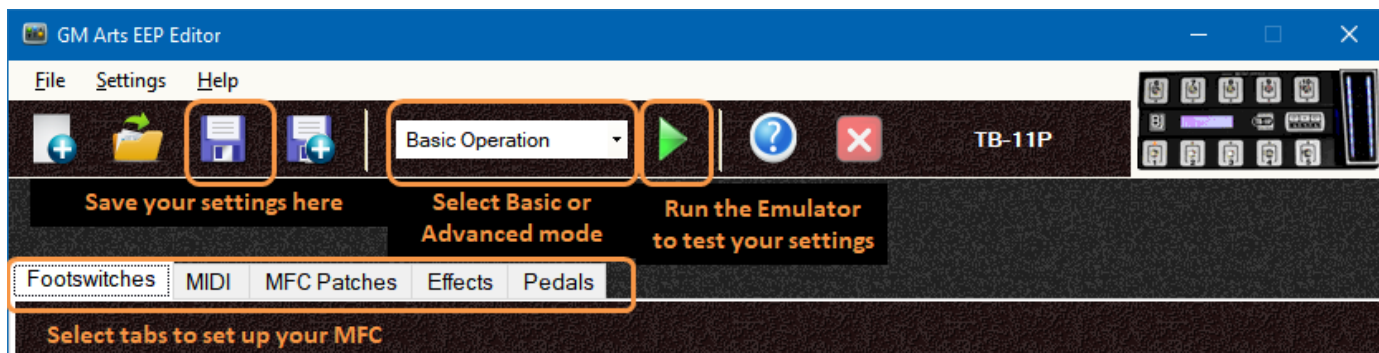 GM Arts EEP Editor
File Settings Help
Basic Operation
TB-11P
Save your settings here
Select Basic or
Advanced mode
Run the Emulator
to test your settings
Footswitches MIDI MFC Patches Effects Pedals
Select tabs to set up your MFC